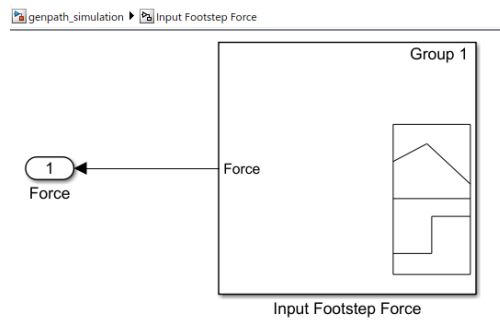 genpath_simulation Input Footstep Force
Group 1
1
Force
Force
Input Footstep Force